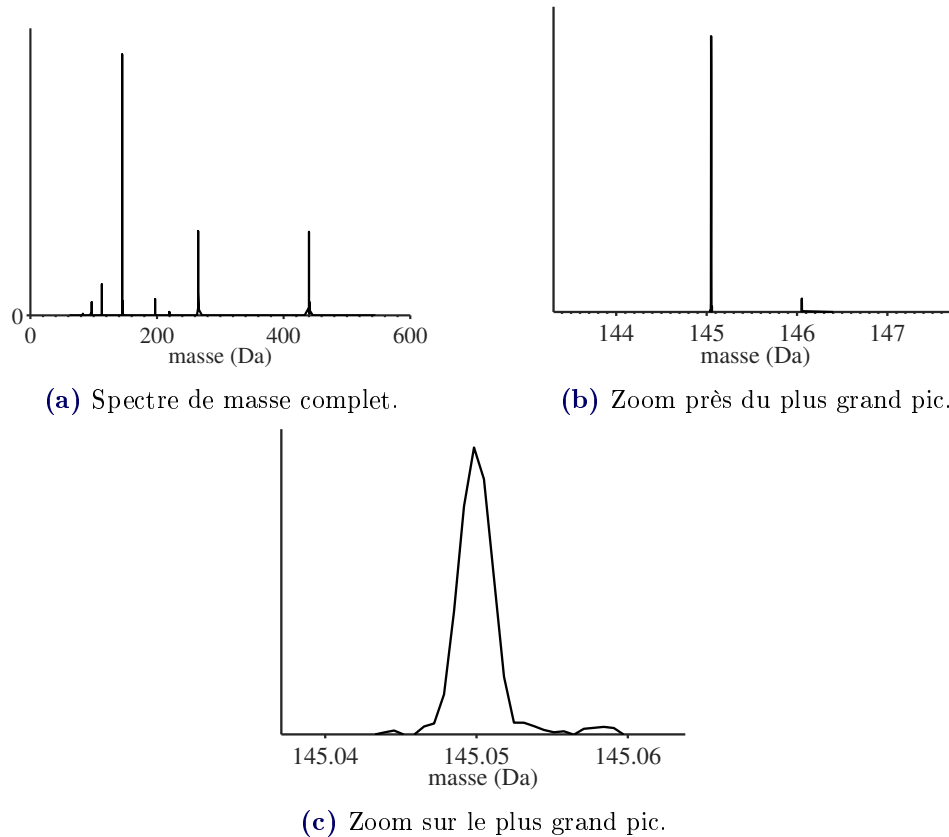 0
0 200 400 600
masse (Da)
(a) Spectre de masse complet.
144 145 146 147
masse (Da)
(b) Zoom près du plus grand pic.
145.04 145.05 145.06
masse (Da)
(c) Zoom sur le plus grand pic.